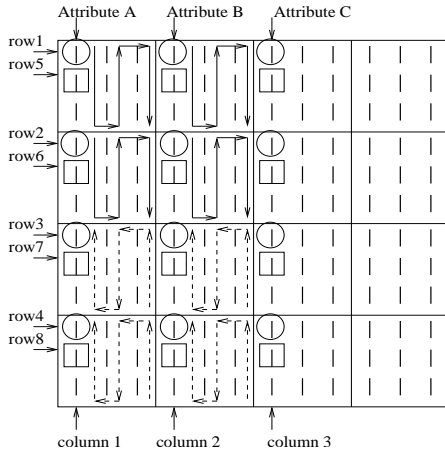 Attribute A Attribute B Attribute C
row1
row5
row2
row6
row3
row7
row4
row8
column 1 column 2 column 3